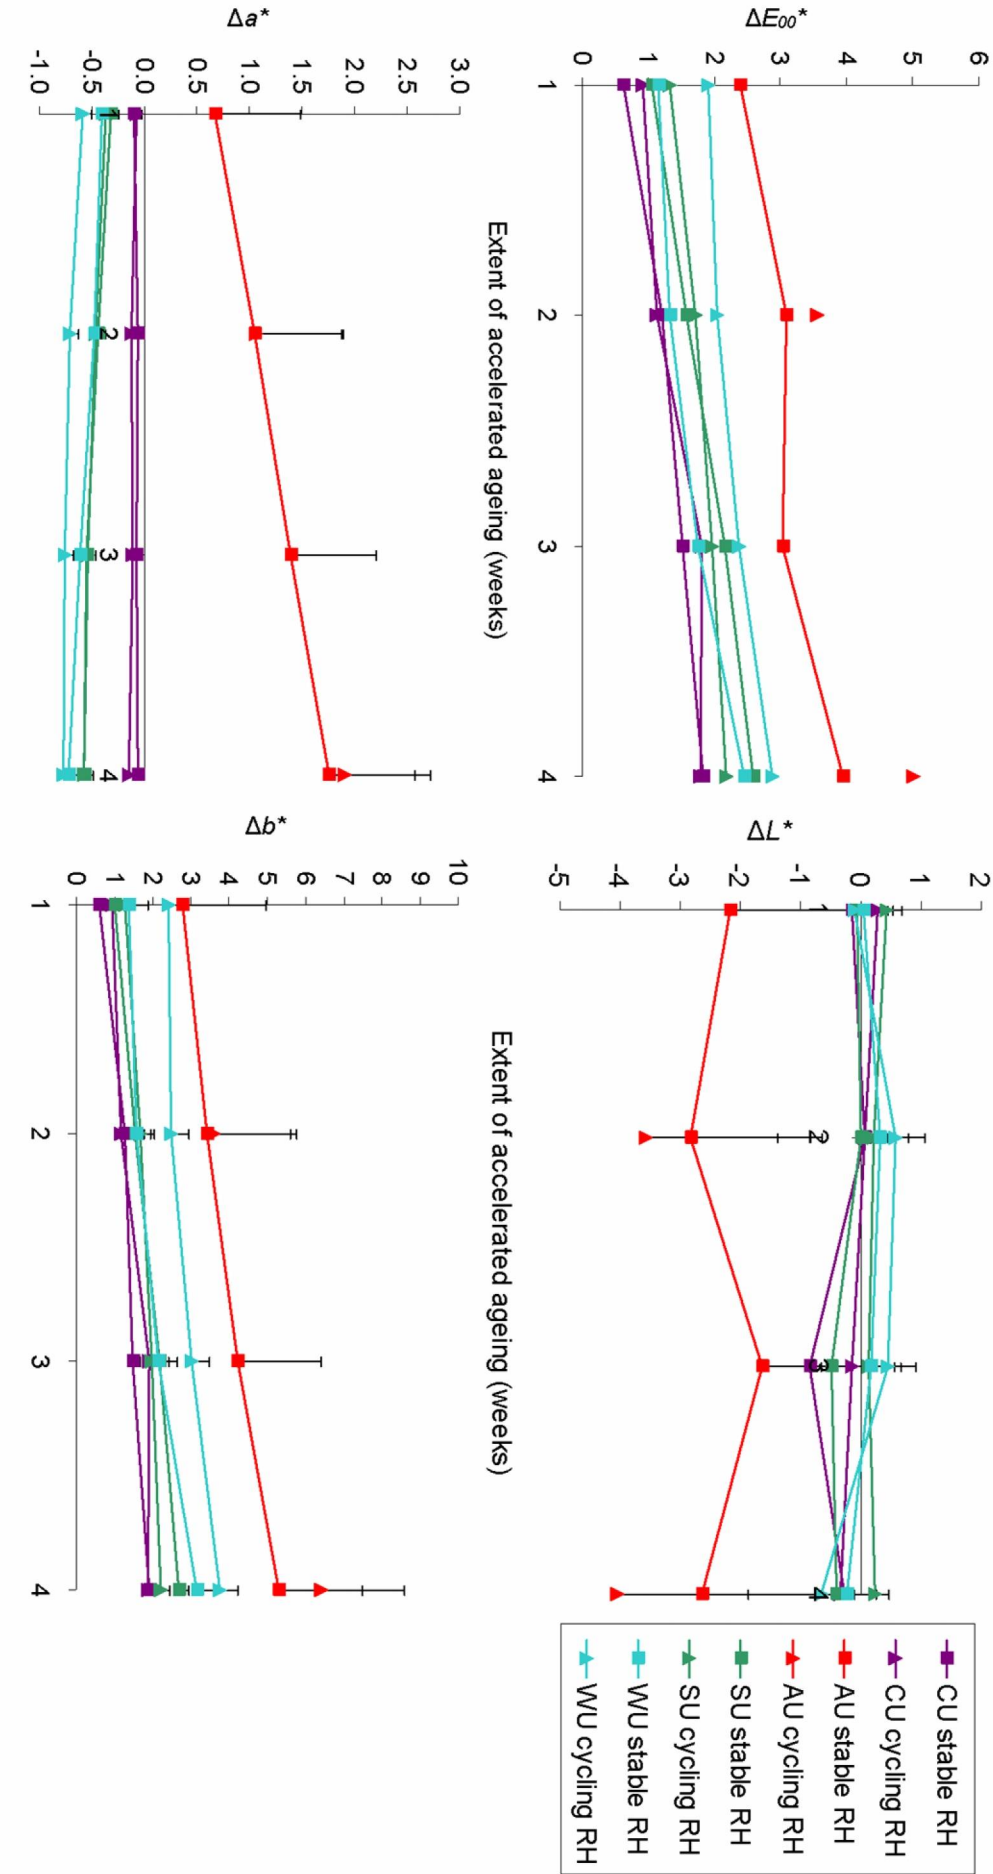 ΔE00*
6
5
4
3
2
1
0
1 2 3 4
ΔL*
2
1
0
-1
-2
-3
-4
-5
1 2 3 4
CU stable RH
CU cycling RH
AU stable RH
AU cycling RH
SU stable RH
SU cycling RH
WU stable RH
WU cycling RH
Extent of accelerated ageing (weeks)
Extent of accelerated ageing (weeks)
Δa*
3.0
2.5
2.0
1.5
1.0
0.5
0.0
-0.5
-1.0
1 2 3 4
Δb*
10
9
8
7
6
5
4
3
2
1
0
1 2 3 4